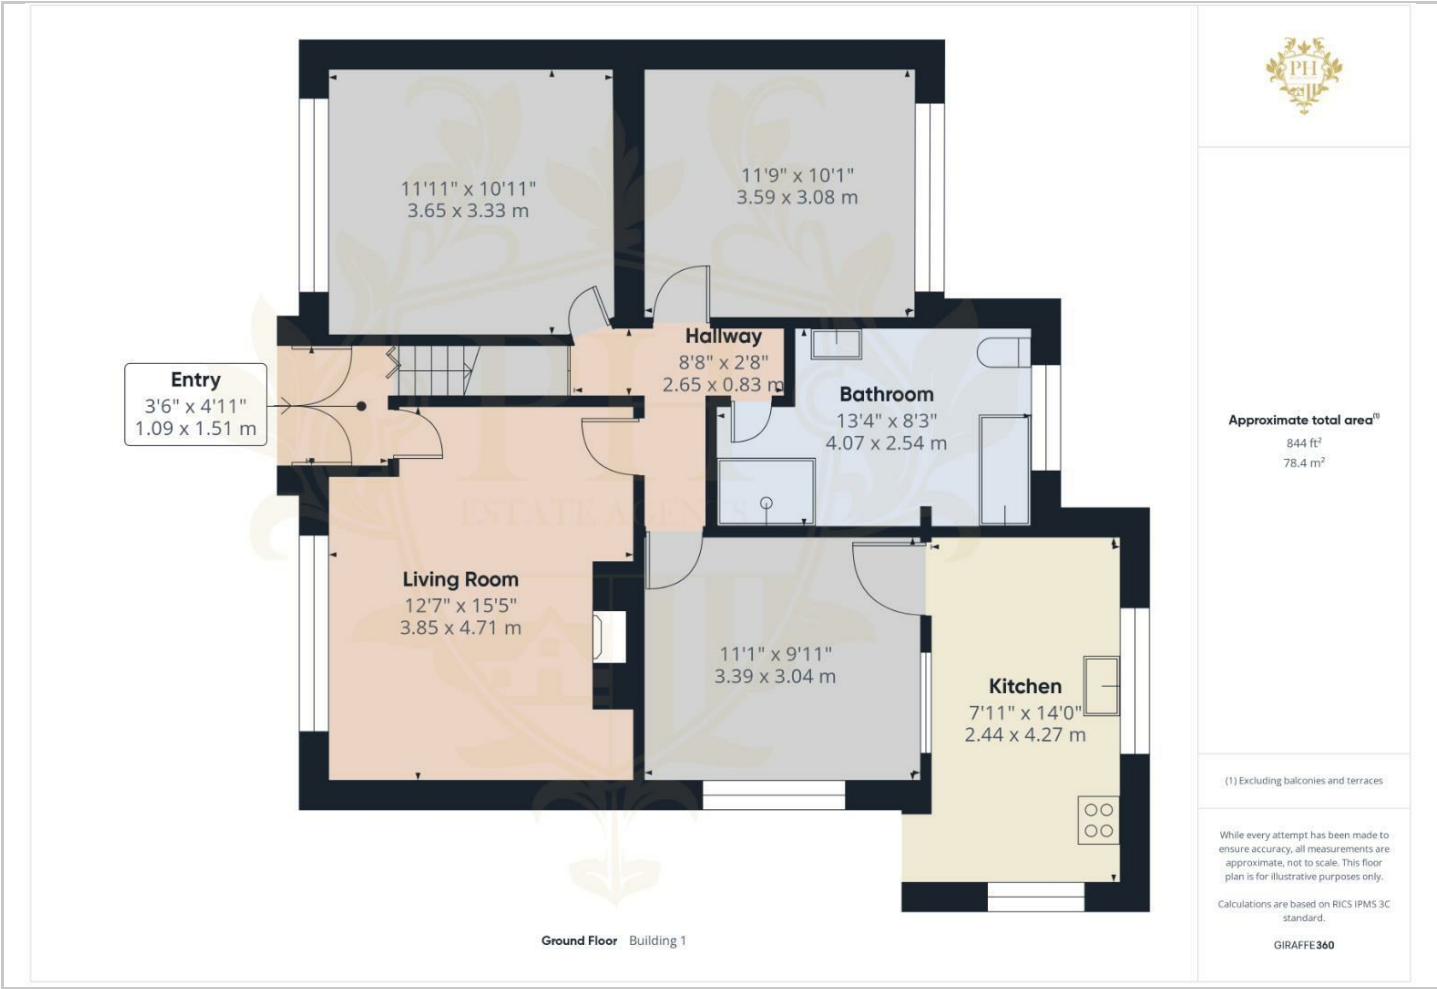 PH
11'11" x 10'11"
3.65 x 3.33 m
11'9" x 10'1"
3.59 x 3.08 m
Hallway
8'8" x 2'8"
2.65 x 0.83 m
Entry
3'6" x 4'11"
1.09 x 1.51 m
Bathroom
13'4" x 8'3"
4.07 x 2.54 m
PH
ESTATE AGENTS
Living Room
12'7" x 15'5"
3.85 x 4.71 m
11'1" x 9'11"
3.39 x 3.04 m
Kitchen
7'11" x 14'0"
2.44 x 4.27 m
Ground Floor Building 1
Approximate total area(1)
844 ft²
78.4 m²
(1) Excluding balconies and terraces
While every attempt has been made to
ensure accuracy, all measurements are
approximate, not to scale. This floor
plan is for illustrative purposes only.
Calculations are based on RICS IPMS 3C
standard.
GIRAFFE360